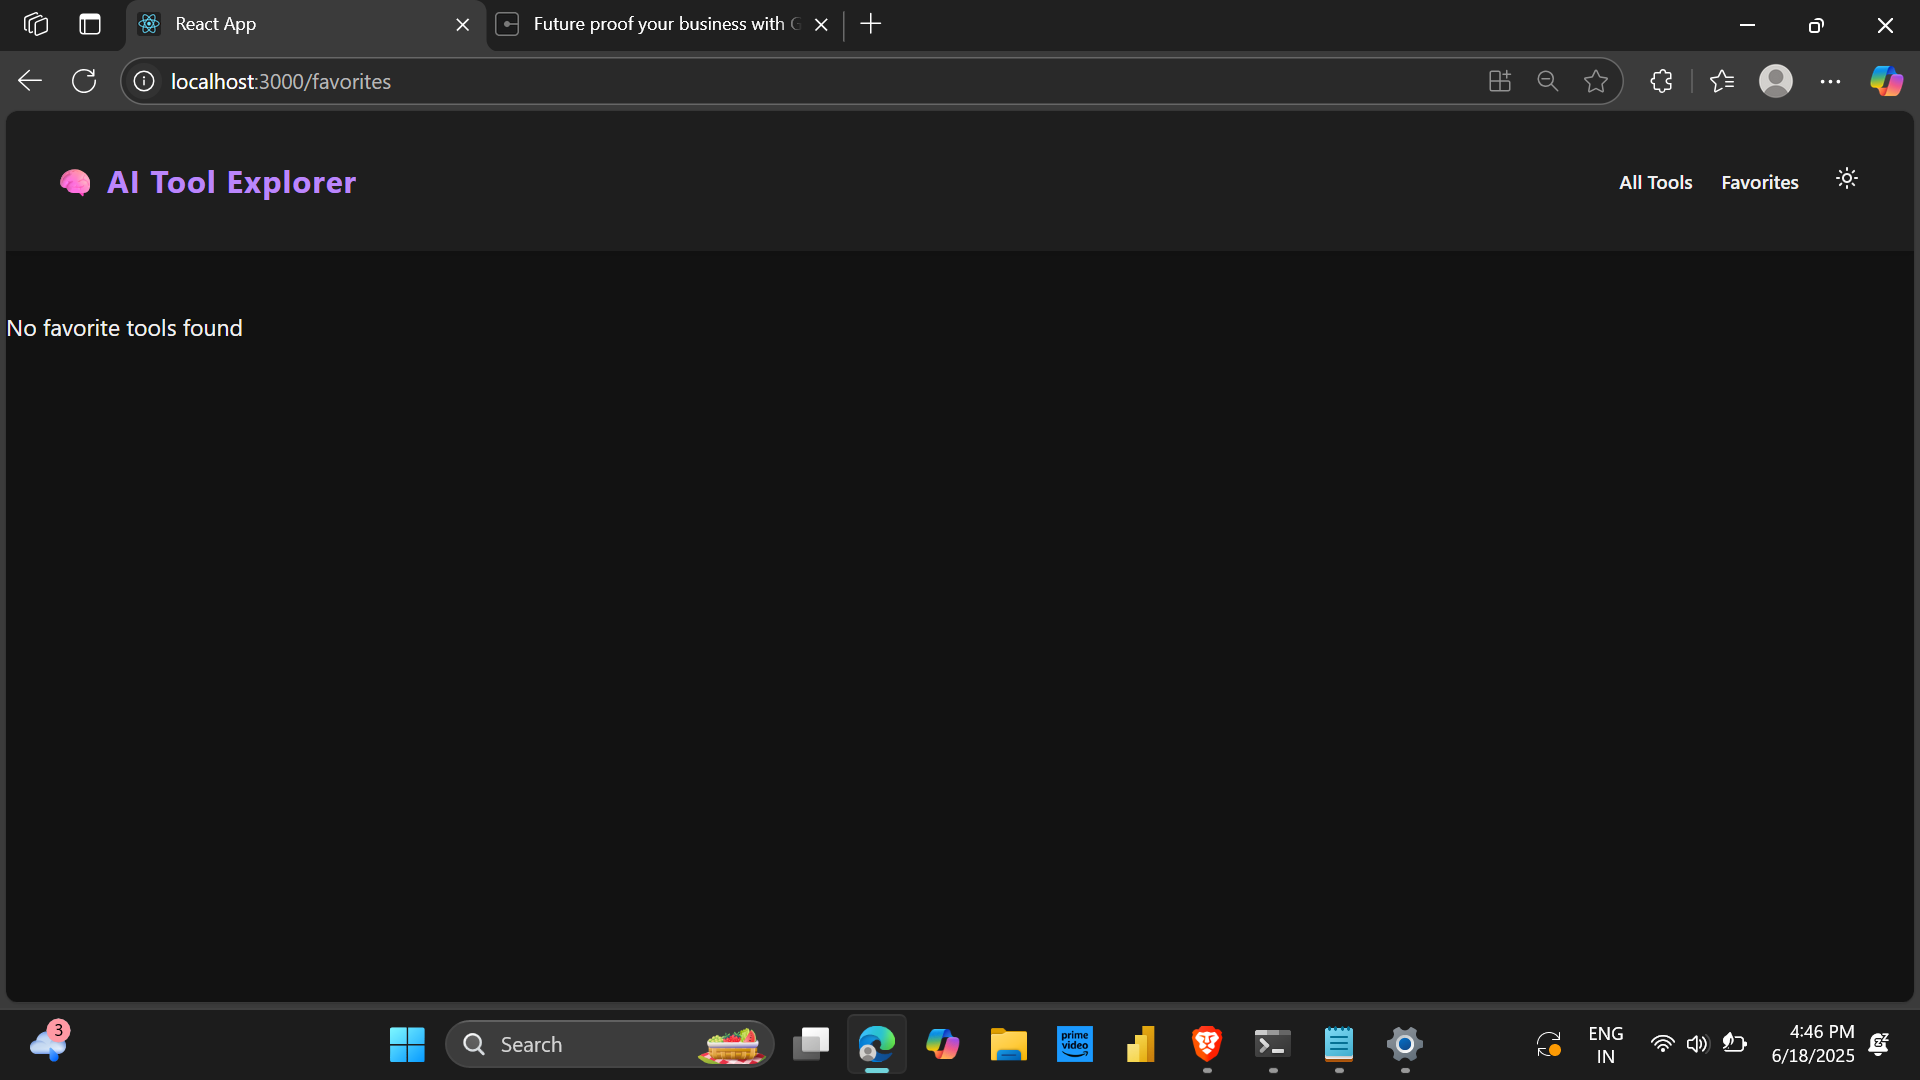 React App
Future proof your business with G
localhost:3000/favorites
AI Tool Explorer
All Tools
Favorites
No favorite tools found
3
Search
prime
video
ENG
IN
4:46 PM
6/18/2025